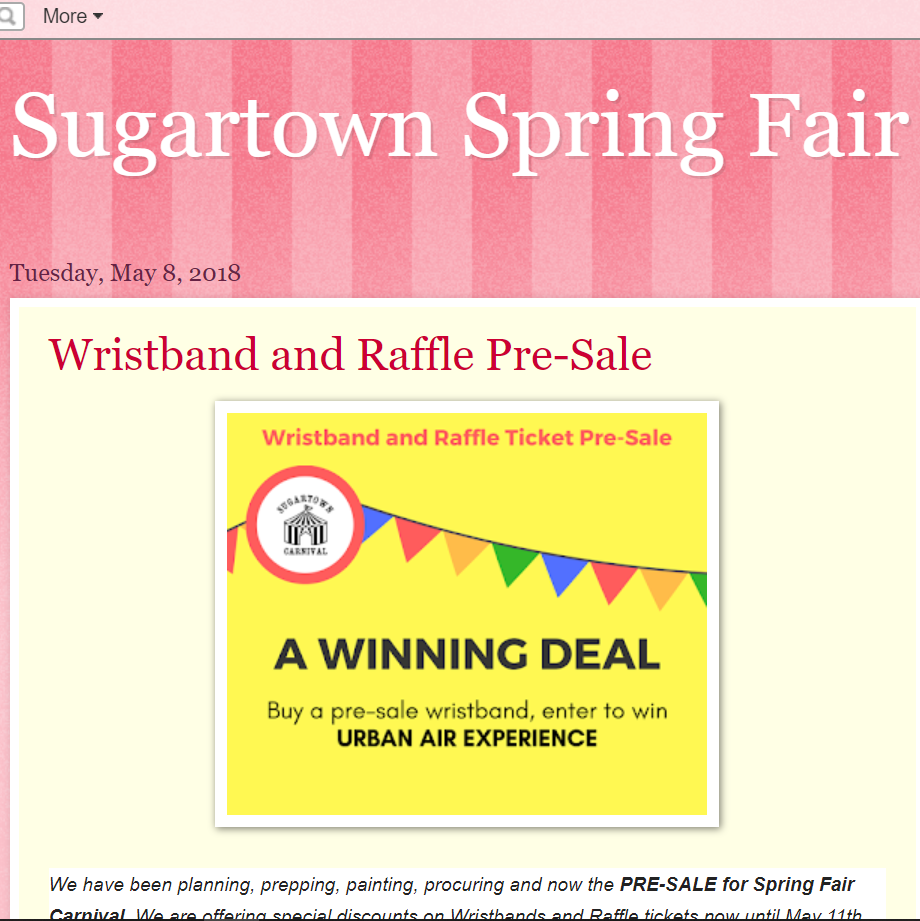 More
Sugartown Spring Fair
Tuesday, May 8, 2018
Wristband and Raffle Pre-Sale
Wristband and Raffle Ticket Pre-Sale
SUGARTOWN
CARNIVAL
A WINNING DEAL
Buy a pre-sale wristband, enter to win
URBAN AIR EXPERIENCE
We have been planning, prepping, painting, procuring and now the PRE-SALE for Spring Fair
Carnival. We are offering special discounts on Wristbands and Raffle tickets now until May 11th